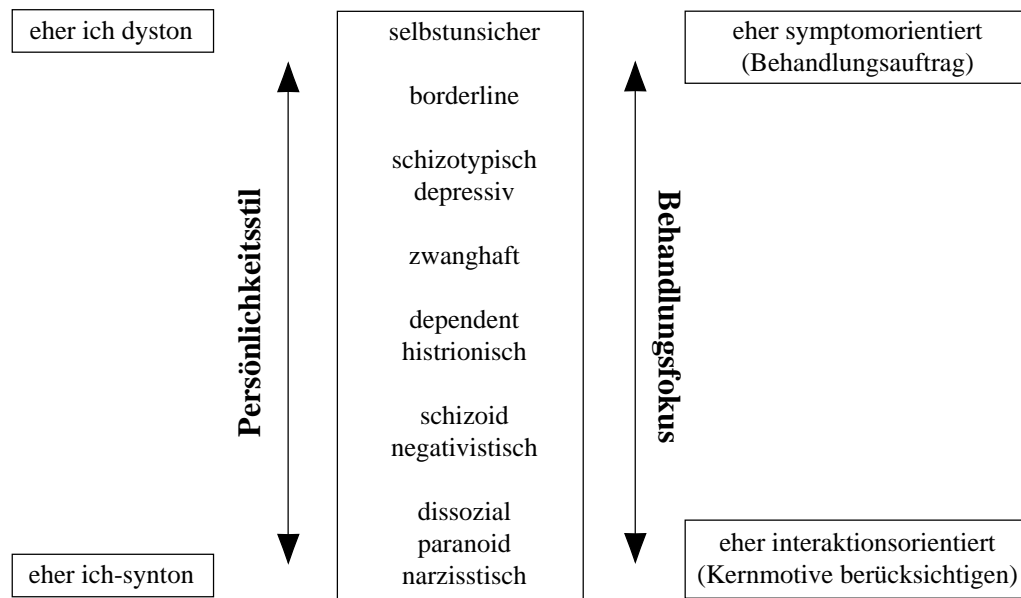 eher ich dyston
selbstunsicher
eher symptomorientiert
(Behandlungsauftrag)
borderline
schizotypisch
depressiv
zwanghaft
dependent
histrionisch
schizoid
negativistisch
dissozial
paranoid
narzisstisch
Persönlichkeitsstil
Behandlungsfokus
eher ich-synton
eher interaktionsorientiert
(Kernmotive berücksichtigen)